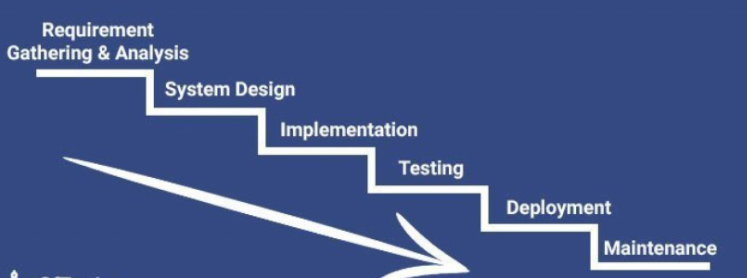 Requirement
Gathering & Analysis
System Design
Implementation
Testing
Deployment
Maintenance